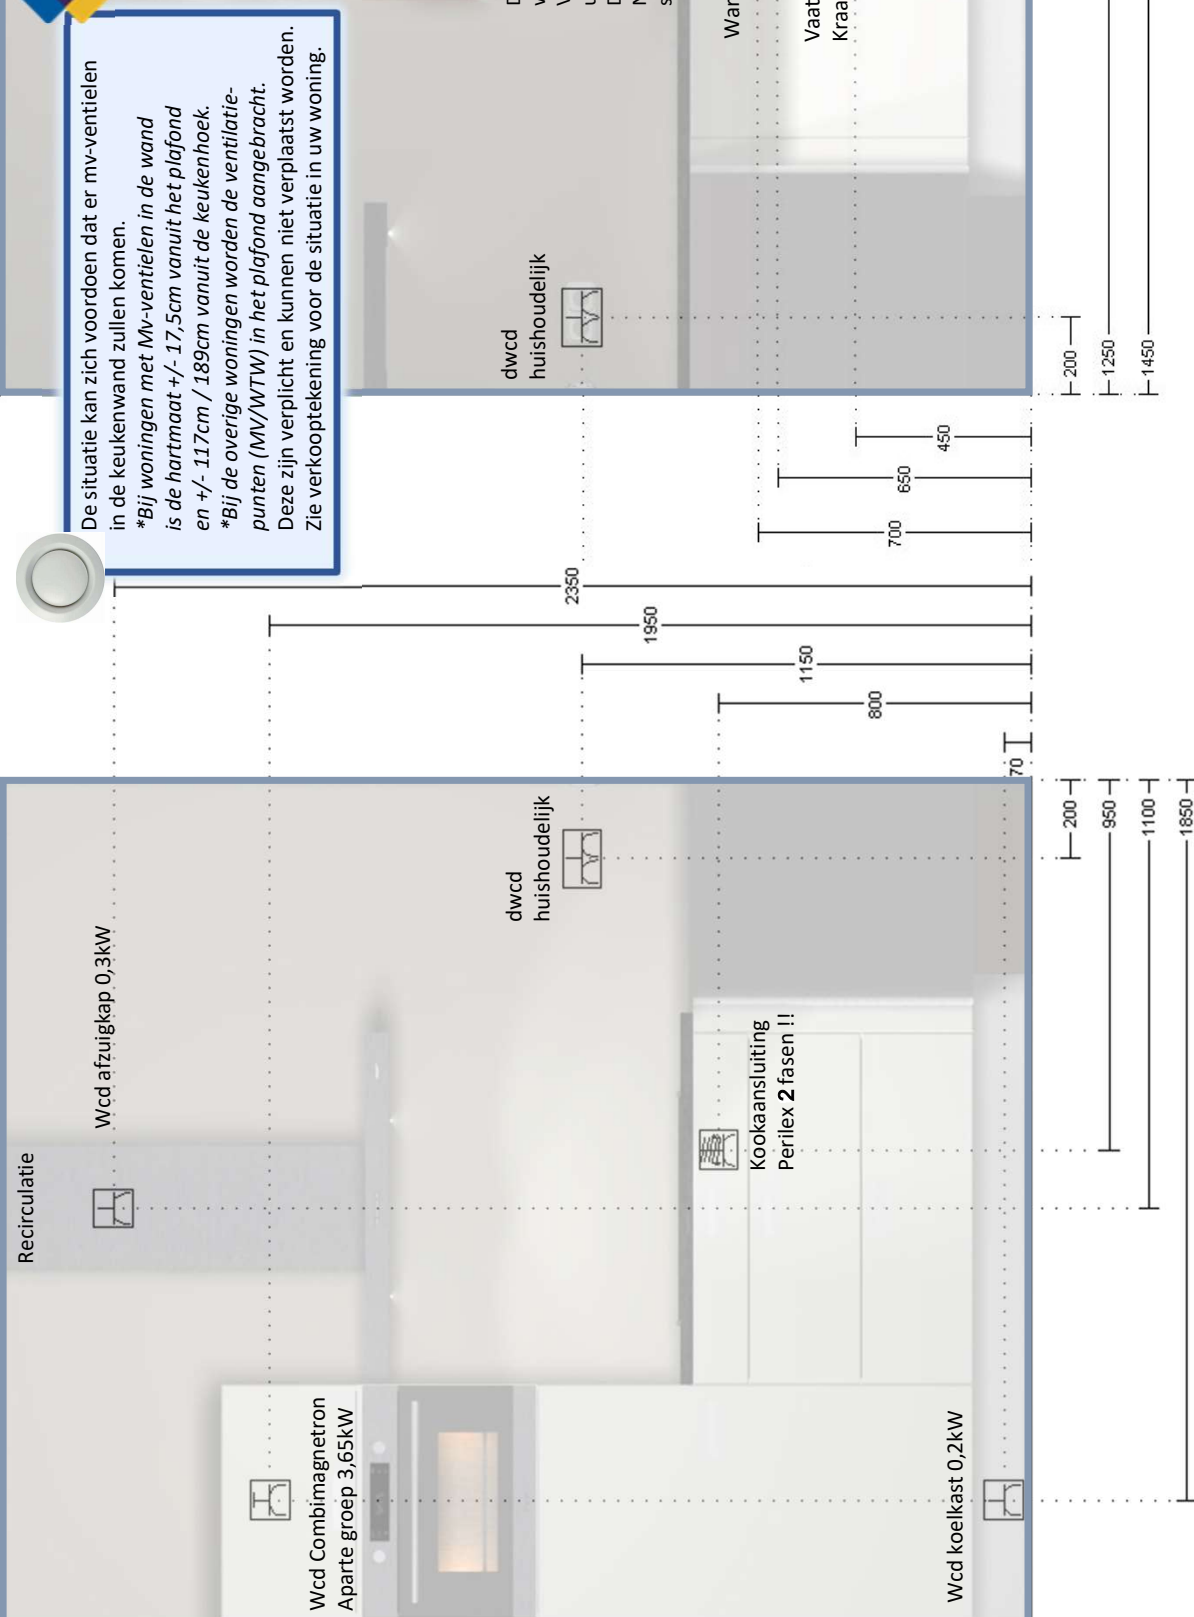 Recirculatie
Wcd afzuigkap 0,3kW
Wcd Combimagnetron
Aparte groep 3,65kW
dwcd
huishoudelijk
Kookaansluiting
Perilex 2 fasen !!
Wcd koelkast 0,2kW
200
950
1100
1850
70
800
1150
1950
2350
700
650
450
De situatie kan zich voordoen dat er mv-ventielen
in de keukenwand zullen komen.
*Bij woningen met Mv-ventielen in de wand
is de hartmaat +/- 17,5cm vanuit het plafond
en +/- 117cm / 189cm vanuit de keukenhoek.
*Bij de overige woningen worden de ventilatie-
punten (MV/WTW) in het plafond aangebracht.
Deze zijn verplicht en kunnen niet verplaatst worden.
Zie verkooptekening voor de situatie in uw woning.
dwcd
huishoudelijk
War
Vaat
Kraa
200
1250
1450